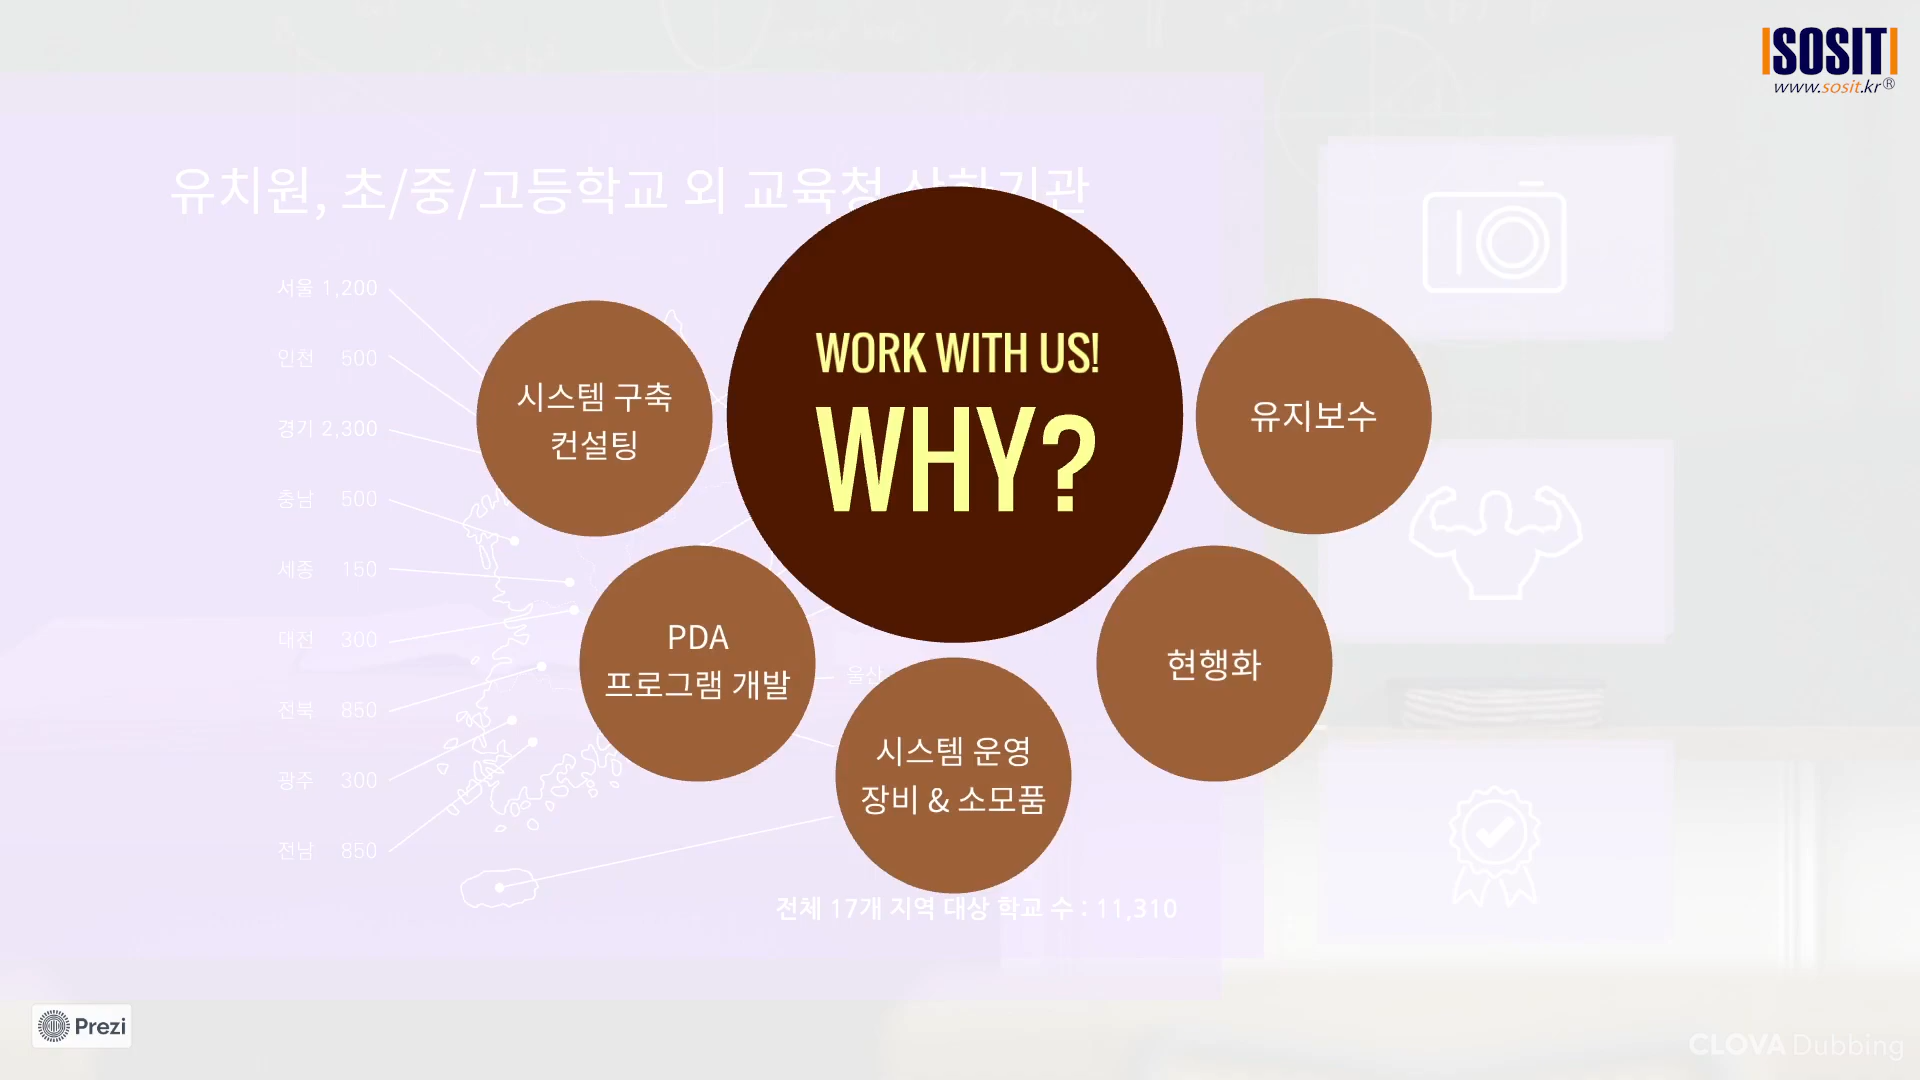 SOSIT
www.sosit.kr®
유치원, 초/중/고등학교 외 교육청 산하기관
서울 1,200
인천 500
경기 2,300
충남 500
세종 150
대전 300
전북 850
광주 300
전남 850
울산
WORK WITH US!
WHY?
시스템 구축
컨설팅
PDA
프로그램 개발
시스템 운영
장비 & 소모품
현행화
유지보수
전체 17개 지역 대상 학교 수 : 11,310
Prezi
CLOVA Dubbing